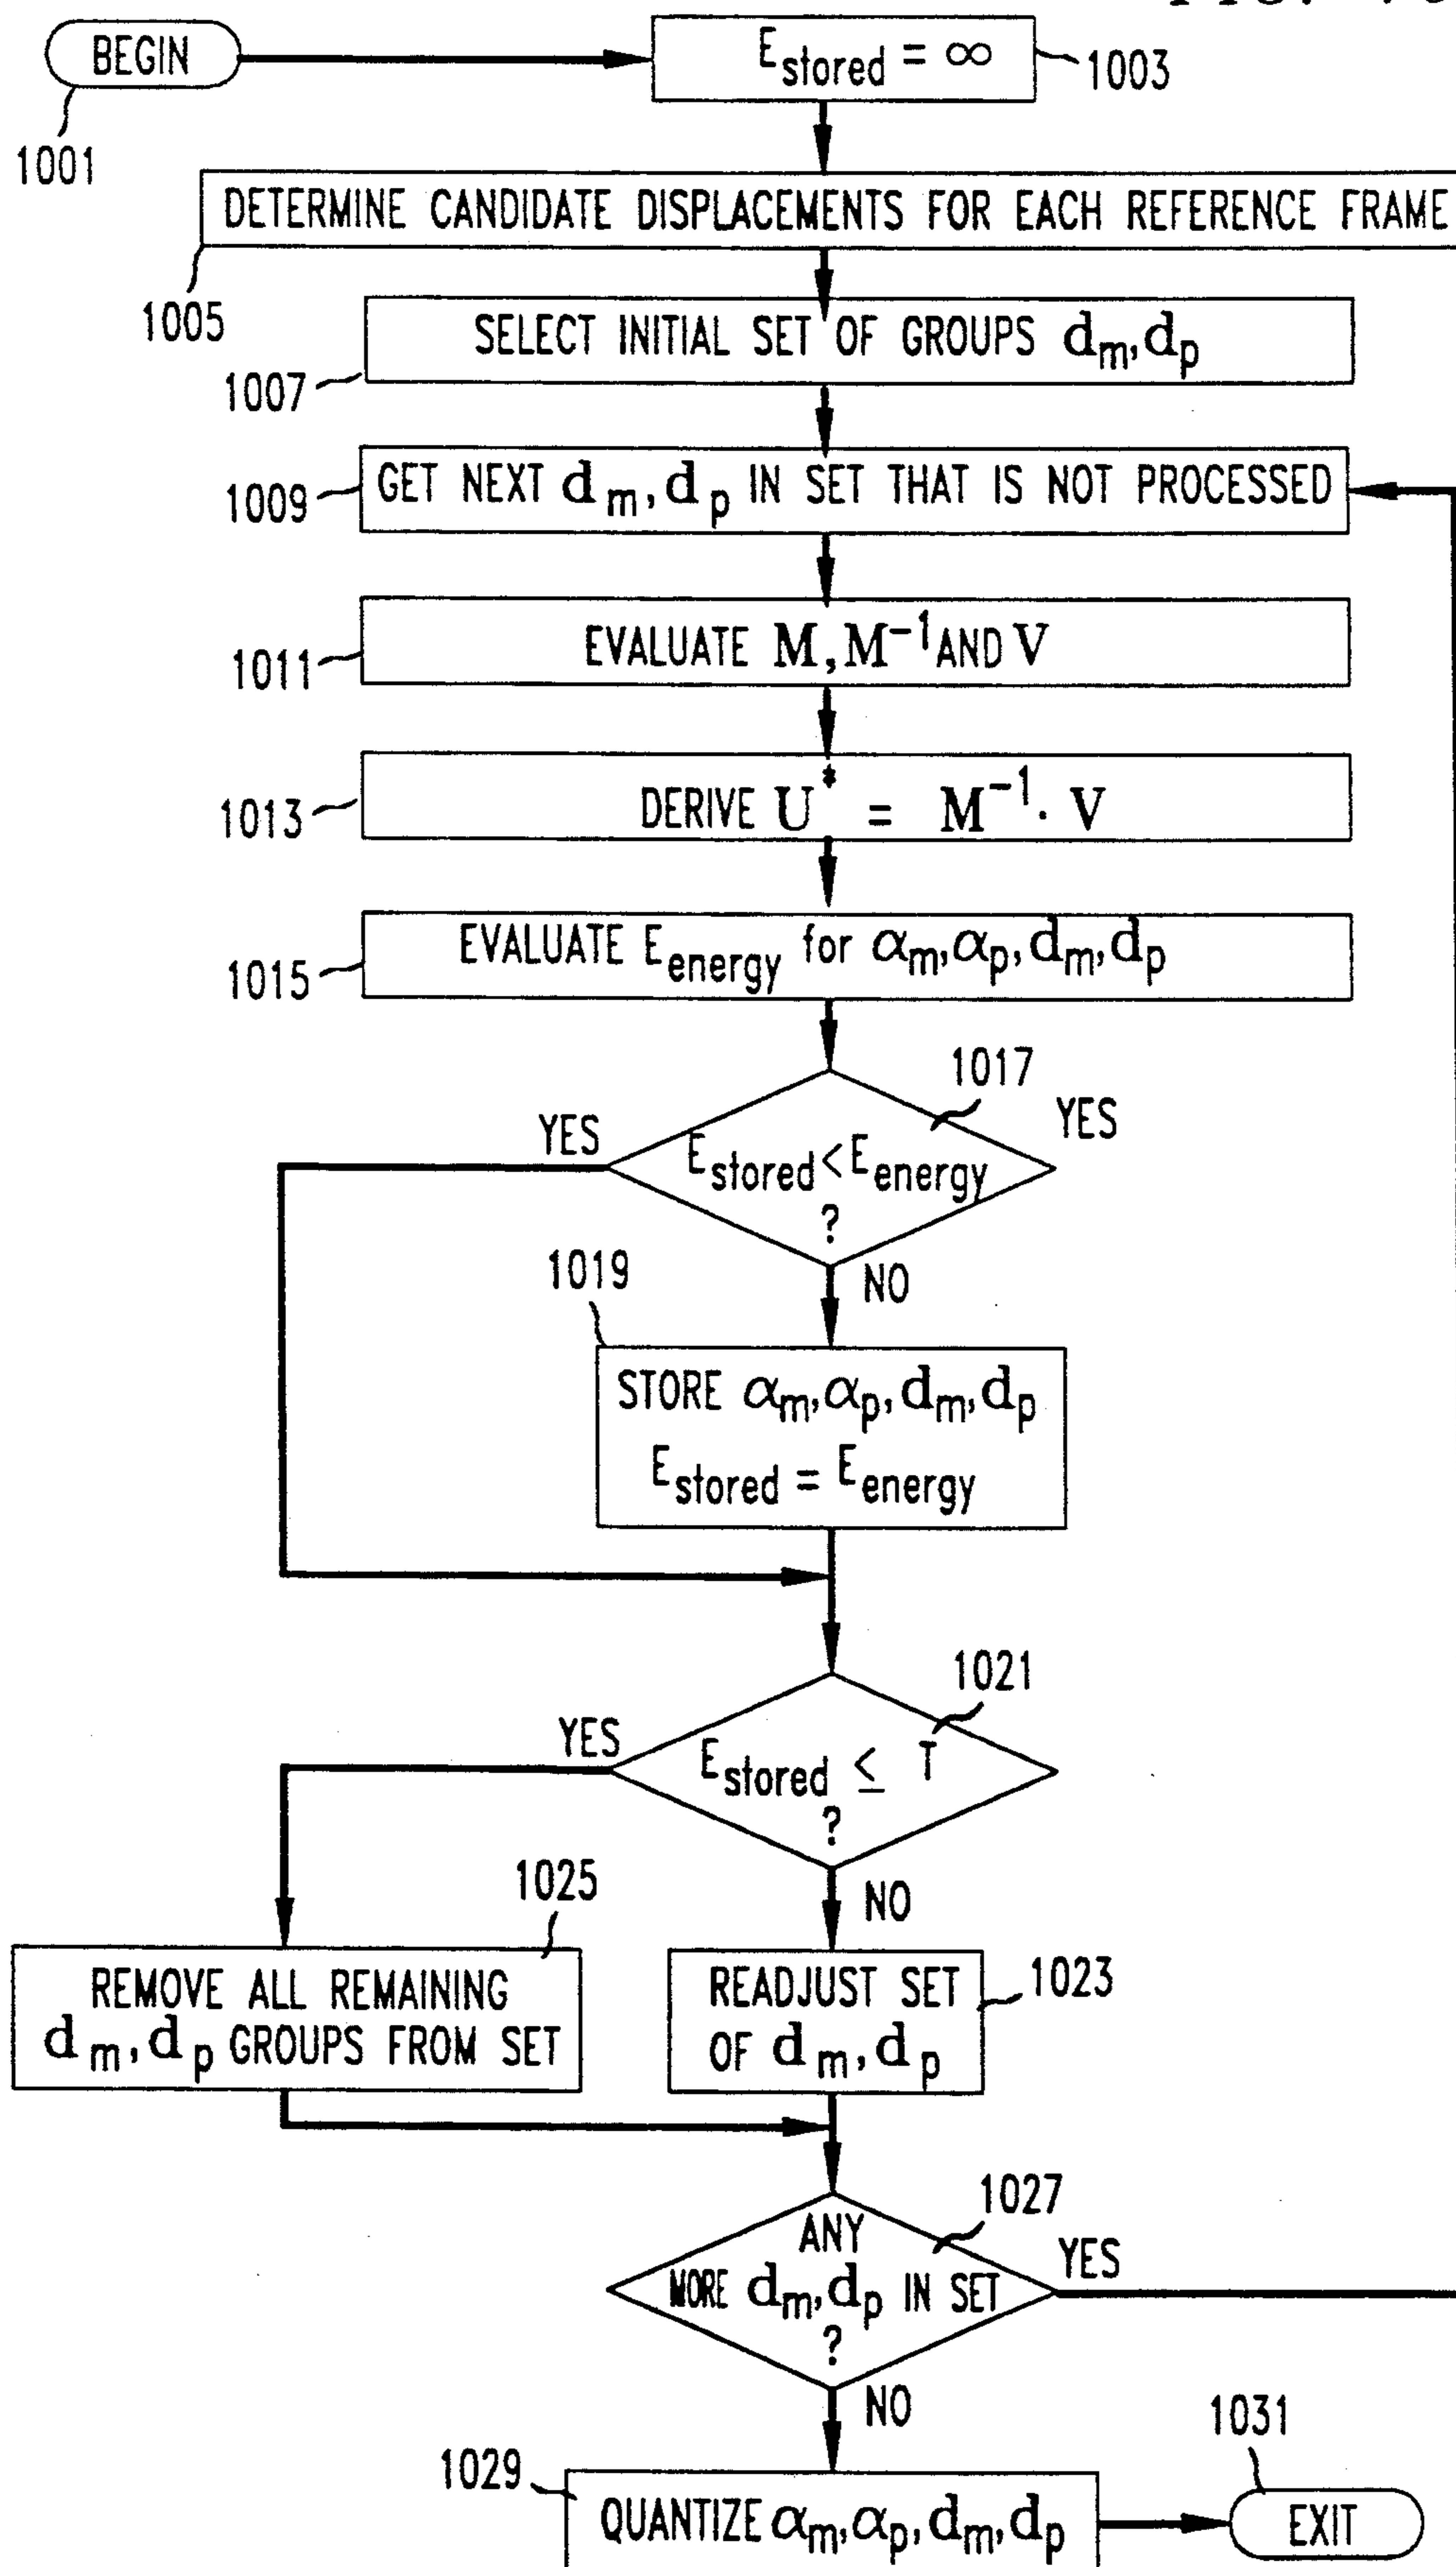 BEGIN
E_stored = ∞
1003
1001
DETERMINE CANDIDATE DISPLACEMENTS FOR EACH REFERENCE FRAME
1005
SELECT INITIAL SET OF GROUPS d_m, d_p
1007
GET NEXT d_m, d_p IN SET THAT IS NOT PROCESSED
1009
EVALUATE M, M^-1 AND V
1011
DERIVE U* = M^-1 · V
1013
EVALUATE E_energy for α_m, α_p, d_m, d_p
1015
1017
YES
YES
E_stored < E_energy
?
1019
NO
STORE α_m, α_p, d_m, d_p
E_stored = E_energy
1021
YES
E_stored ≤ T
?
1025
NO
REMOVE ALL REMAINING
d_m, d_p GROUPS FROM SET
READJUST SET
OF d_m, d_p
1023
1027
ANY
MORE d_m, d_p IN SET
?
YES
NO
1031
1029
QUANTIZE α_m, α_p, d_m, d_p
EXIT